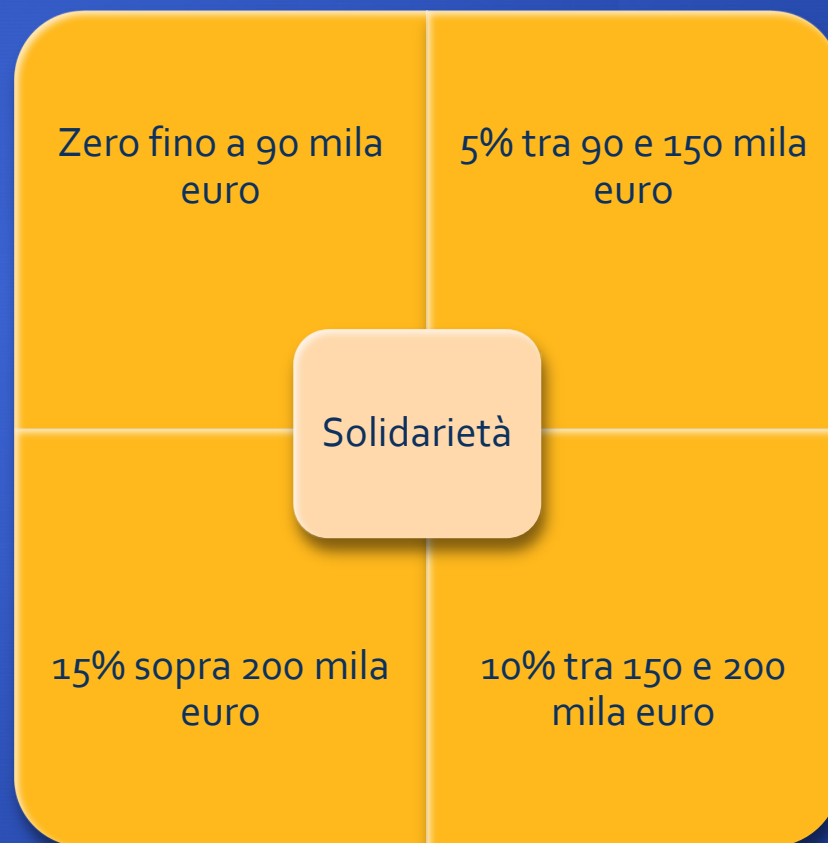 Zero fino a 90 mila
euro
5% tra 90 e 150 mila
euro
Solidarietà
15% sopra 200 mila
euro
10% tra 150 e 200
mila euro